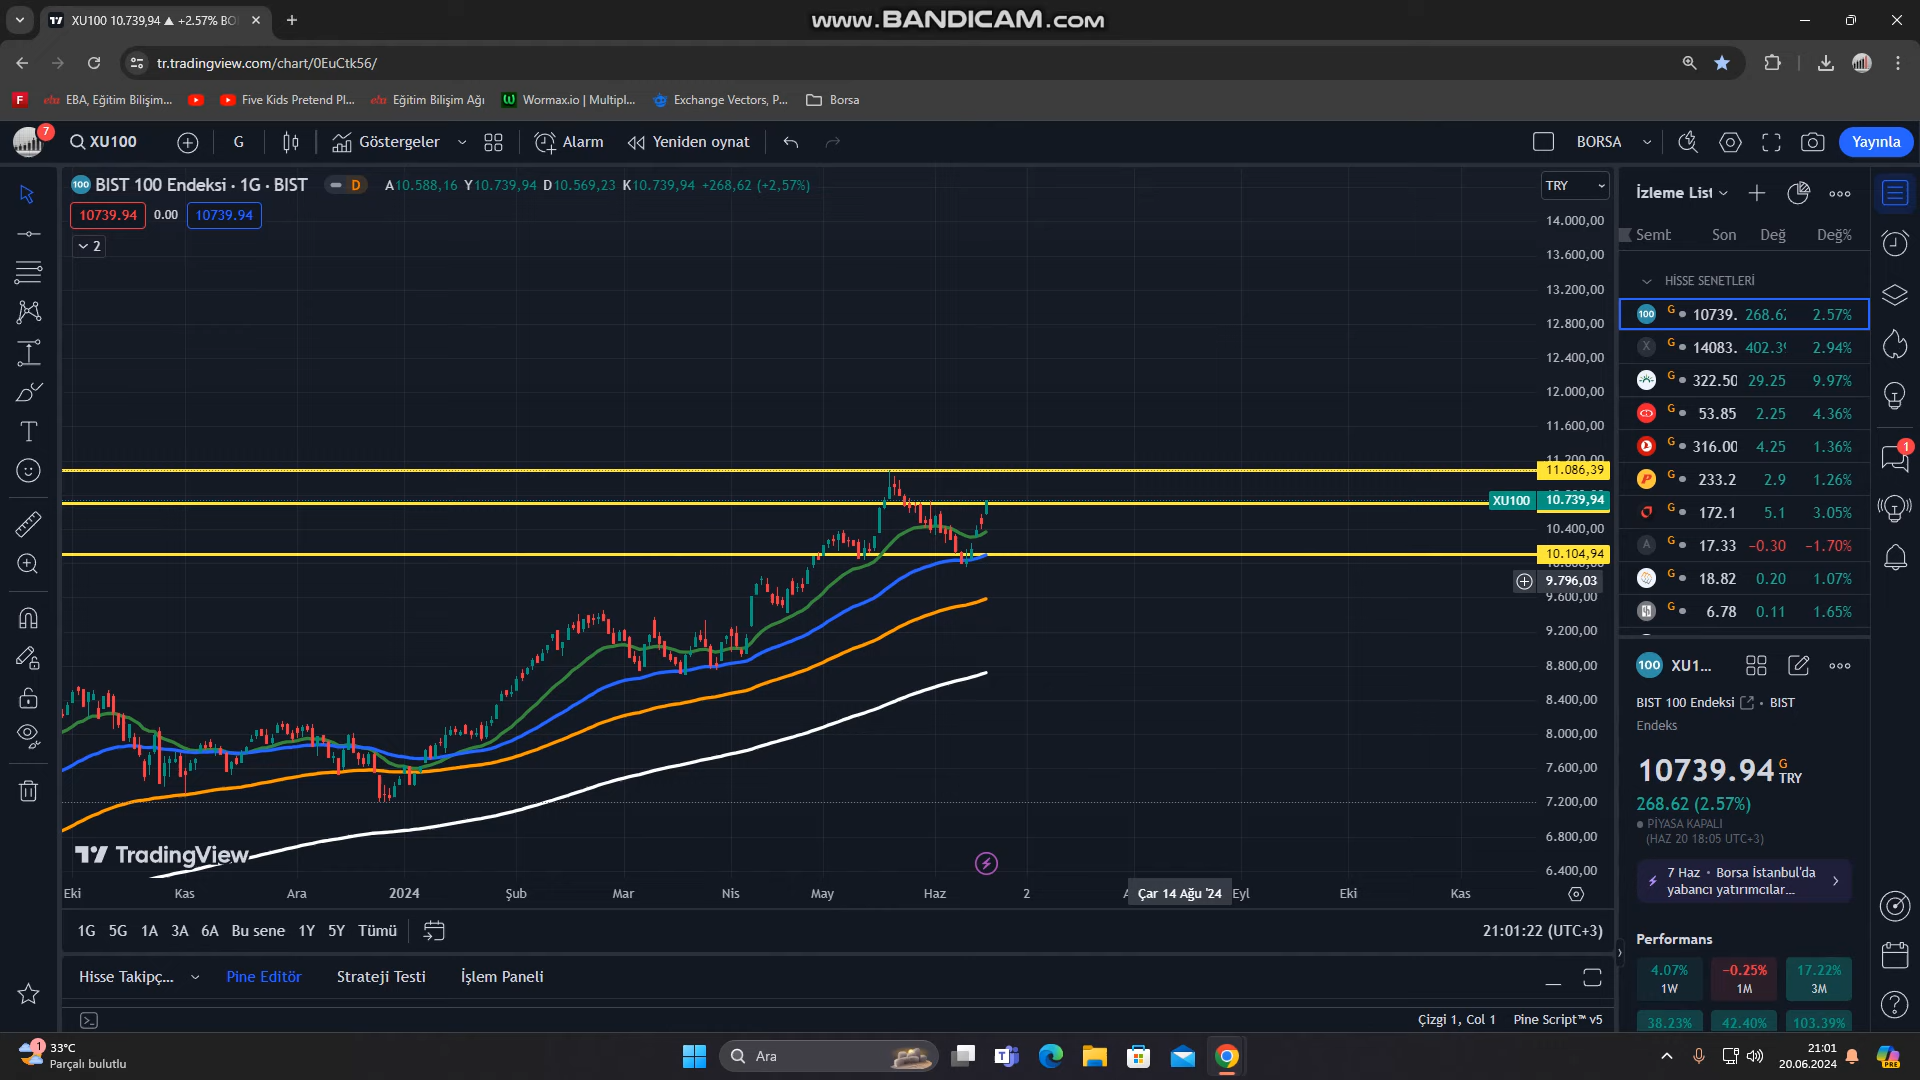 XU100 10.739,94 ▲ +2.57% BO
www.BANDICAM.com
tr.tradingview.com/chart/0EuCtk56/
EBA, Eğitim Bilişim...
Five Kids Pretend Pl...
Eğitim Bilişim Ağı
Wormax.io | Multipl...
Exchange Vectors, P...
Borsa
7
XU100
G
Göstergeler
Alarm
Yeniden oynat
BORSA
Yayınla
100 BIST 100 Endeksi · 1G · BIST
D
A10.588,16 Y10.739,94 D10.569,23 K10.739,94 +268,62 (+2,57%)
10739.94 0.00 10739.94
2
TRY
14.000,00
13.600,00
13.200,00
12.800,00
12.400,00
12.000,00
11.600,00
11.086,39
XU100 10.739,94
10.400,00
10.104,94
9.796,03
9.600,00
9.200,00
8.800,00
8.400,00
8.000,00
7.600,00
7.200,00
6.800,00
6.400,00
TradingView
Eki Kas Ara 2024 Şub Mar Nis May Haz 2 Çar 14 Ağu '24 Eyl Eki Kas
1G 5G 1A 3A 6A Bu sene 1Y 5Y Tümü
21:01:22 (UTC+3)
Hisse Takipç... Pine Editör Strateji Testi İşlem Paneli
Çizgi 1, Col 1 Pine Script™ v5
İzleme List
Semt Son Değ Değ%
HİSSE SENETLERİ
100 G 10739. 268.62 2.57%
X G 14083. 402.39 2.94%
G 322.50 29.25 9.97%
G 53.85 2.25 4.36%
G 316.00 4.25 1.36%
P G 233.2 2.9 1.26%
G 172.1 5.1 3.05%
A G 17.33 −0.30 −1.70%
G 18.82 0.20 1.07%
G 6.78 0.11 1.65%
100 XU1...
BIST 100 Endeksi • BIST
Endeks
10739.94 G TRY
268.62 (2.57%)
PİYASA KAPALI
(HAZ 20 18:05 UTC+3)
7 Haz • Borsa İstanbul'da
yabancı yatırımcılar...
Performans
4.07% −0.25% 17.22%
1W 1M 3M
38.23% 42.40% 103.39%
1
1
33°C
Parçalı bulutlu
Ara
21:01
20.06.2024
PRE